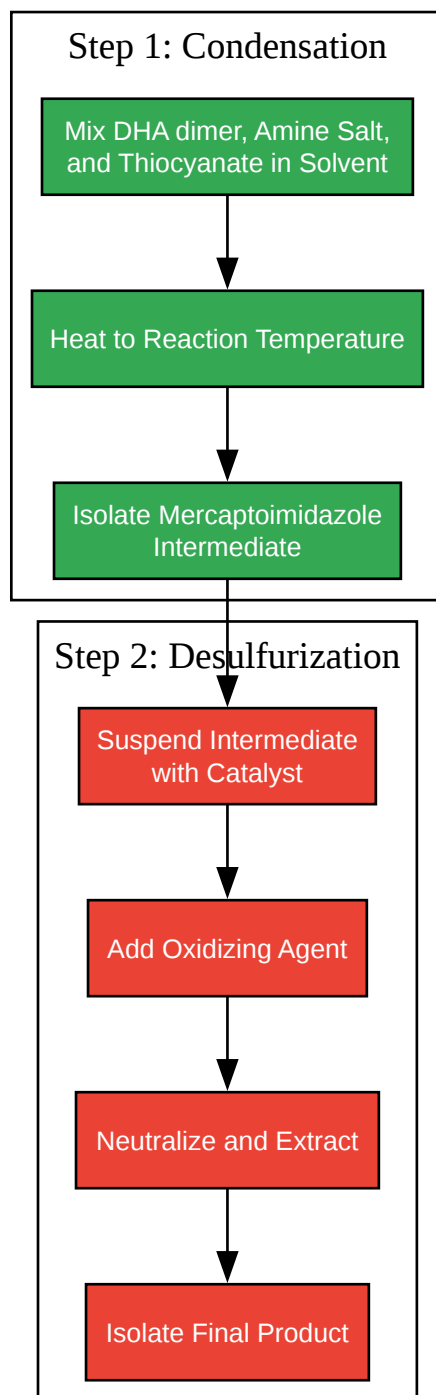 Step 1: Condensation
Mix DHA dimer, Amine Salt,
and Thiocyanate in Solvent
Heat to Reaction Temperature
Isolate Mercaptoimidazole
Intermediate
Step 2: Desulfurization
Suspend Intermediate
with Catalyst
Add Oxidizing Agent
Neutralize and Extract
Isolate Final Product